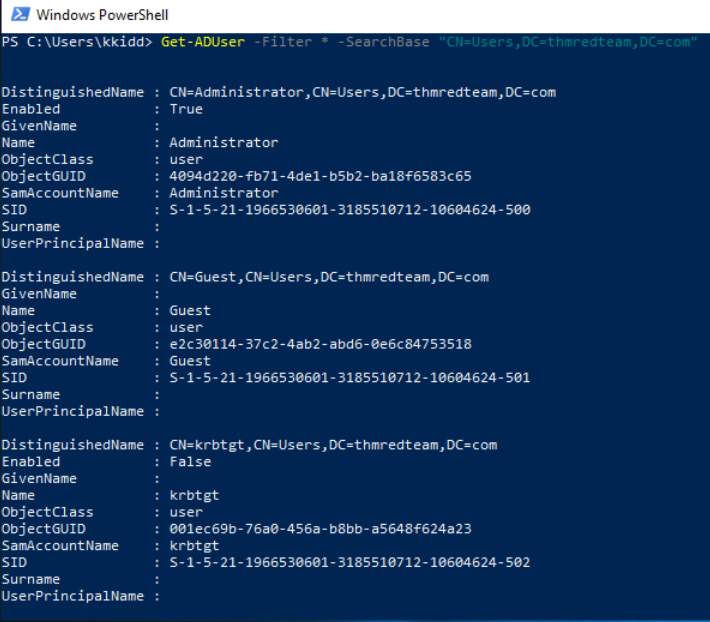 Windows PowerShell
PS C:\Users\kkidd> Get-ADUser -Filter * -SearchBase "CN=Users,DC=thmredteam,DC=com"
DistinguishedName : CN=Administrator,CN=Users,DC=thmredteam,DC=com
Enabled           : True
GivenName         :
Name              : Administrator
ObjectClass       : user
ObjectGUID        : 4094d220-fb71-4de1-b5b2-ba18f6583c65
SamAccountName    : Administrator
SID               : S-1-5-21-1966530601-3185510712-10604624-500
Surname           :
UserPrincipalName :
DistinguishedName : CN=Guest,CN=Users,DC=thmredteam,DC=com
GivenName         :
Name              : Guest
ObjectClass       : user
ObjectGUID        : e2c30114-37c2-4ab2-abd6-0e6c84753518
SamAccountName    : Guest
SID               : S-1-5-21-1966530601-3185510712-10604624-501
Surname           :
UserPrincipalName :
DistinguishedName : CN=krbtgt,CN=Users,DC=thmredteam,DC=com
Enabled           : False
GivenName         :
Name              : krbtgt
ObjectClass       : user
ObjectGUID        : 001ec69b-76a0-456a-b8bb-a5648f624a23
SamAccountName    : krbtgt
SID               : S-1-5-21-1966530601-3185510712-10604624-502
Surname           :
UserPrincipalName :